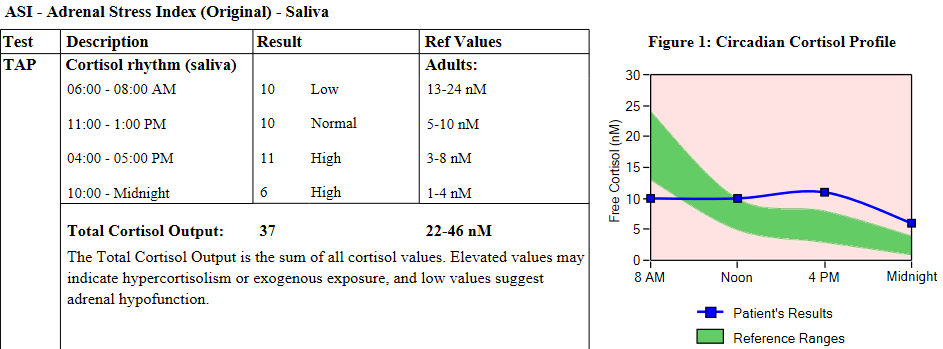 ASI - Adrenal Stress Index (Original) - Saliva
Test Description Result Ref Values
TAP Cortisol rhythm (saliva) Adults:
06:00 - 08:00 AM 10 Low 13-24 nM
11:00 - 1:00 PM 10 Normal 5-10 nM
04:00 - 05:00 PM 11 High 3-8 nM
10:00 - Midnight 6 High 1-4 nM
Total Cortisol Output: 37 22-46 nM
The Total Cortisol Output is the sum of all cortisol values. Elevated values may
indicate hypercortisolism or exogenous exposure, and low values suggest
adrenal hypofunction.
Figure 1: Circadian Cortisol Profile
Free Cortisol (nM)
30
25
20
15
10
5
0
8 AM Noon 4 PM Midnight
Patient's Results
Reference Ranges